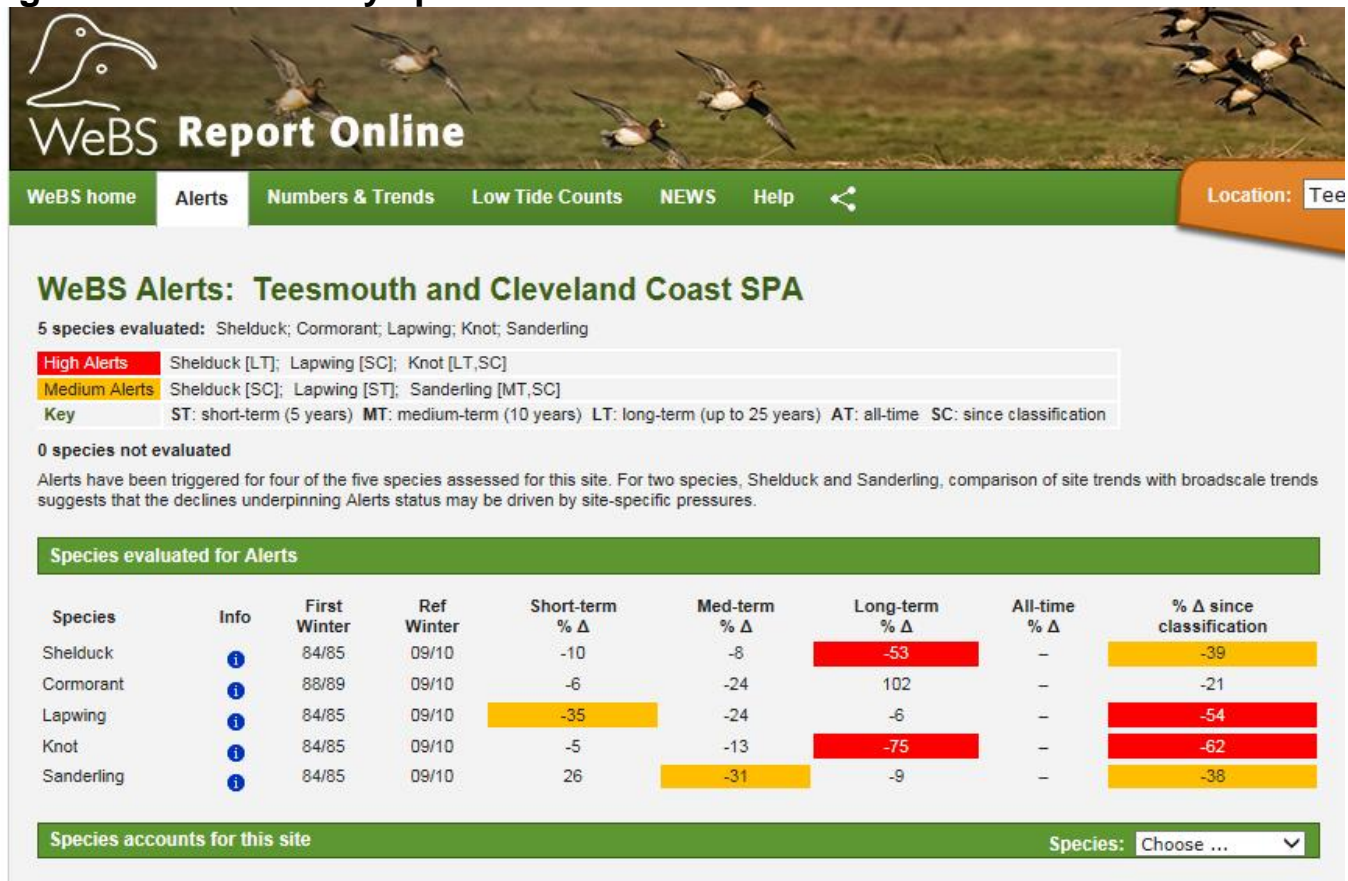 WeBS Report Online
WeBS home Alerts Numbers & Trends Low Tide Counts NEWS Help Location: Tee
WeBS Alerts: Teesmouth and Cleveland Coast SPA
5 species evaluated: Shelduck; Cormorant; Lapwing; Knot; Sanderling
High Alerts Shelduck [LT]; Lapwing [SC]; Knot [LT,SC]
Medium Alerts Shelduck [SC]; Lapwing [ST]; Sanderling [MT,SC]
Key ST: short-term (5 years) MT: medium-term (10 years) LT: long-term (up to 25 years) AT: all-time SC: since classification
0 species not evaluated
Alerts have been triggered for four of the five species assessed for this site. For two species, Shelduck and Sanderling, comparison of site trends with broadscale trends
suggests that the declines underpinning Alerts status may be driven by site-specific pressures.
Species evaluated for Alerts
Species Info First Winter Ref Winter Short-term % Δ Med-term % Δ Long-term % Δ All-time % Δ % Δ since classification
Shelduck i 84/85 09/10 -10 -8 -53 – -39
Cormorant i 88/89 09/10 -6 -24 102 – -21
Lapwing i 84/85 09/10 -35 -24 -6 – -54
Knot i 84/85 09/10 -5 -13 -75 – -62
Sanderling i 84/85 09/10 26 -31 -9 – -38
Species accounts for this site Species: Choose ...